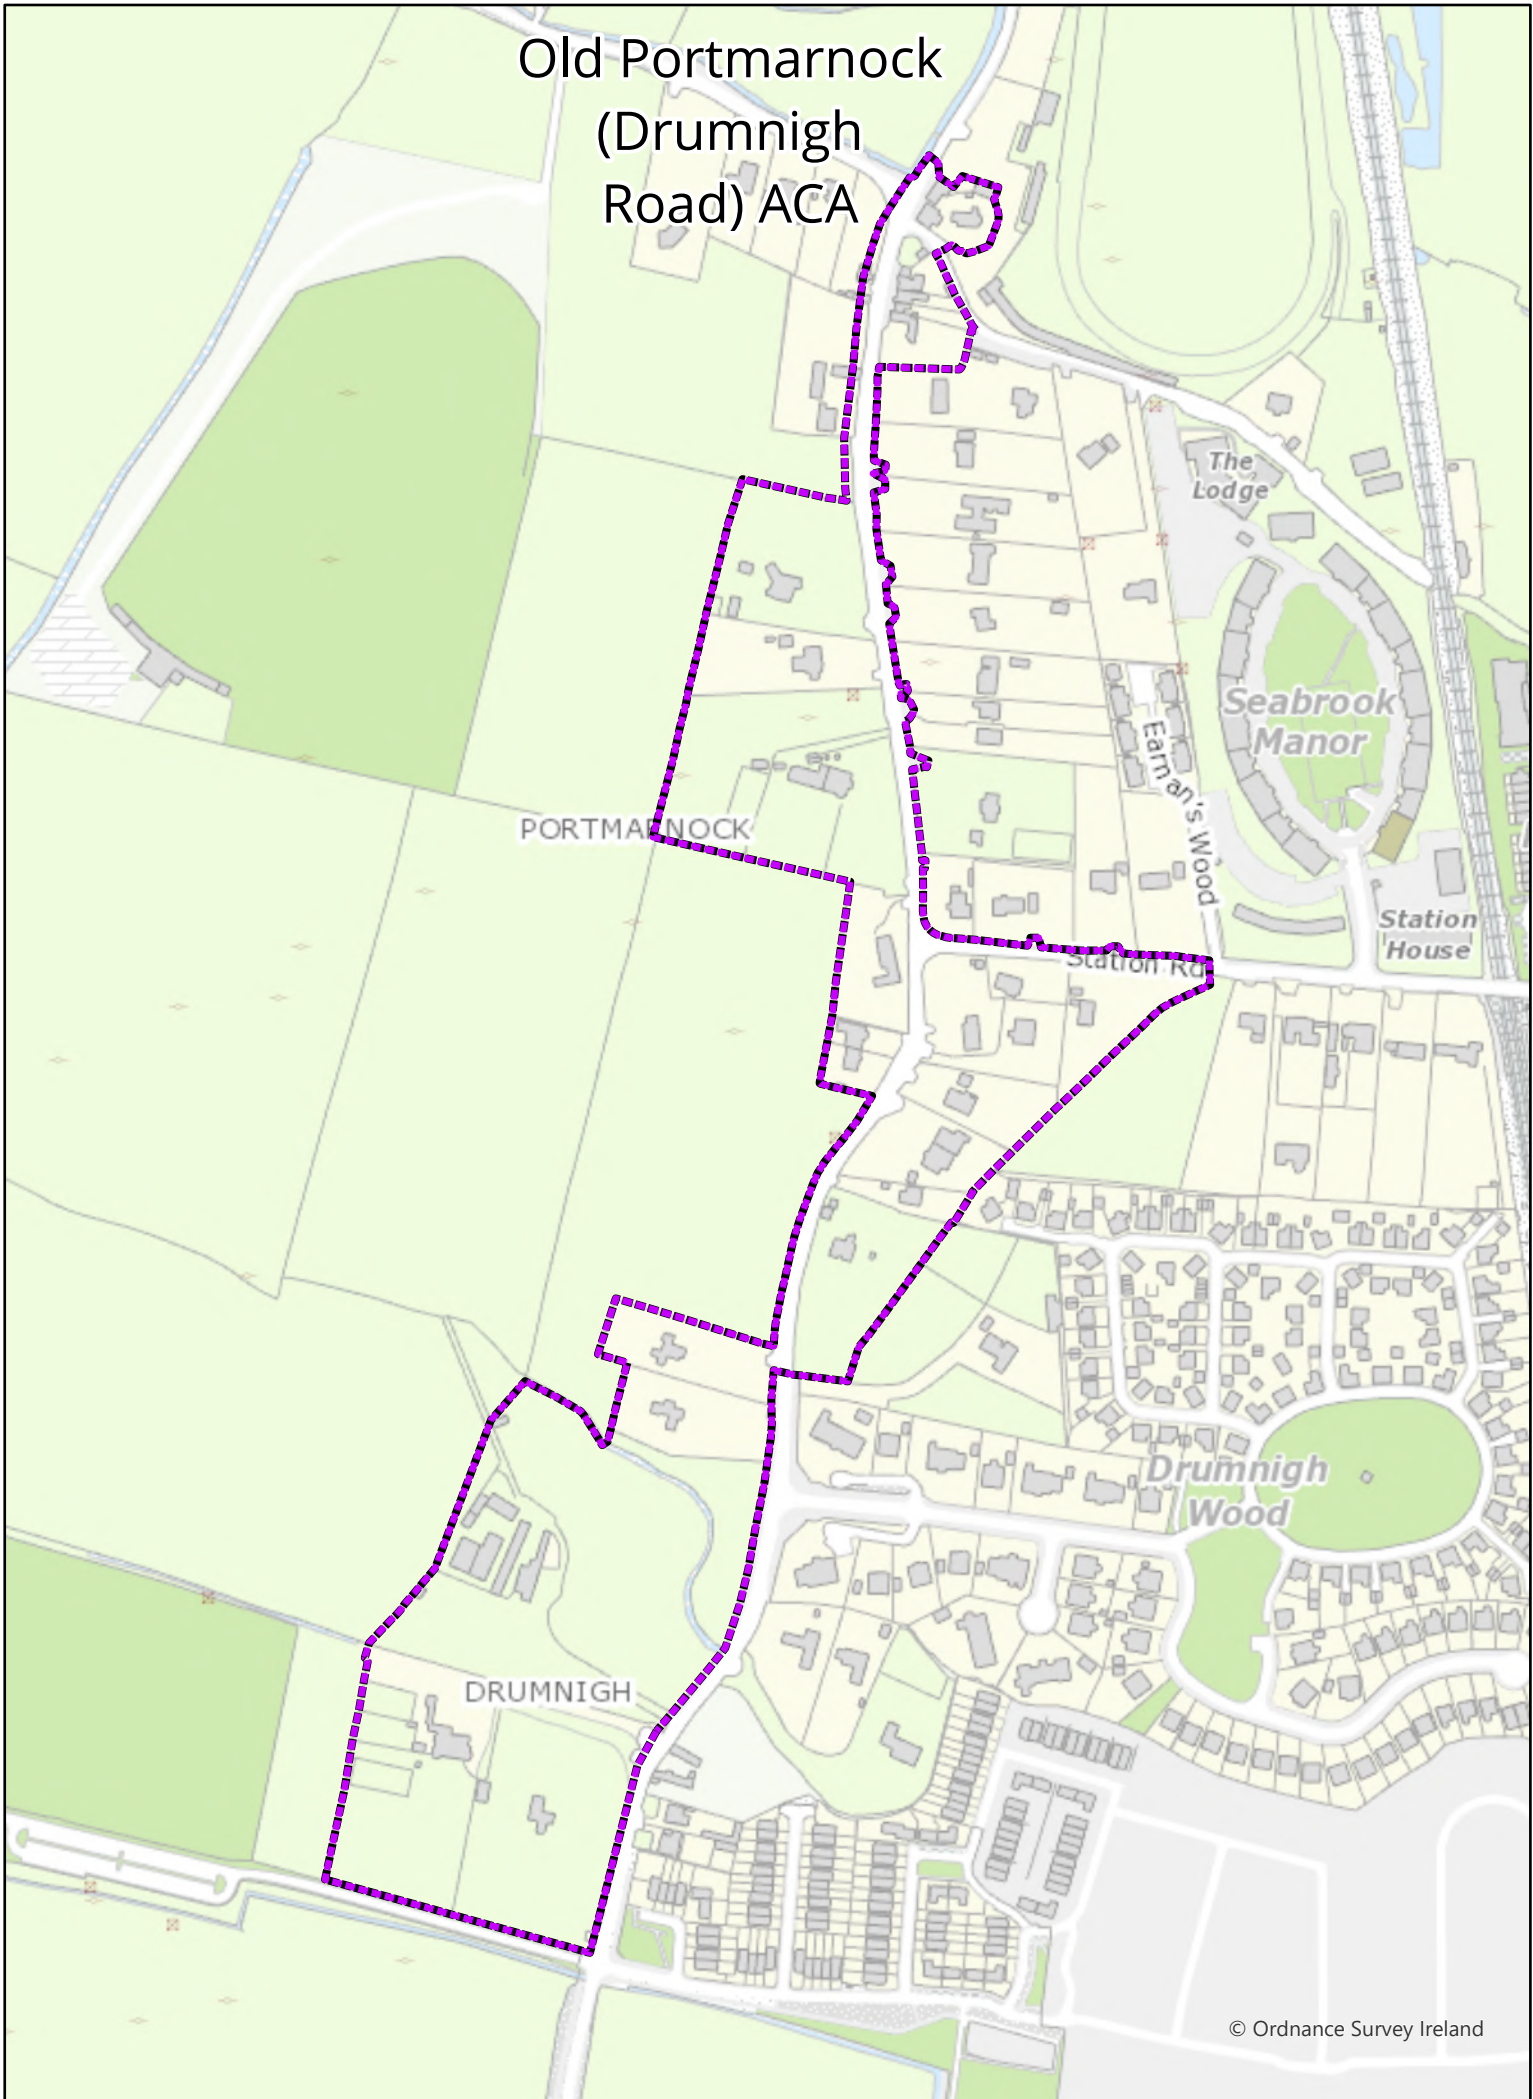 Old Portmarnock
(Drumnigh
Road) ACA
The
Lodge
Seabrook
Manor
Earnan's Wood
PORTMARNOCK
Station
House
Station Rd
Drumnigh
Wood
DRUMNIGH
© Ordnance Survey Ireland